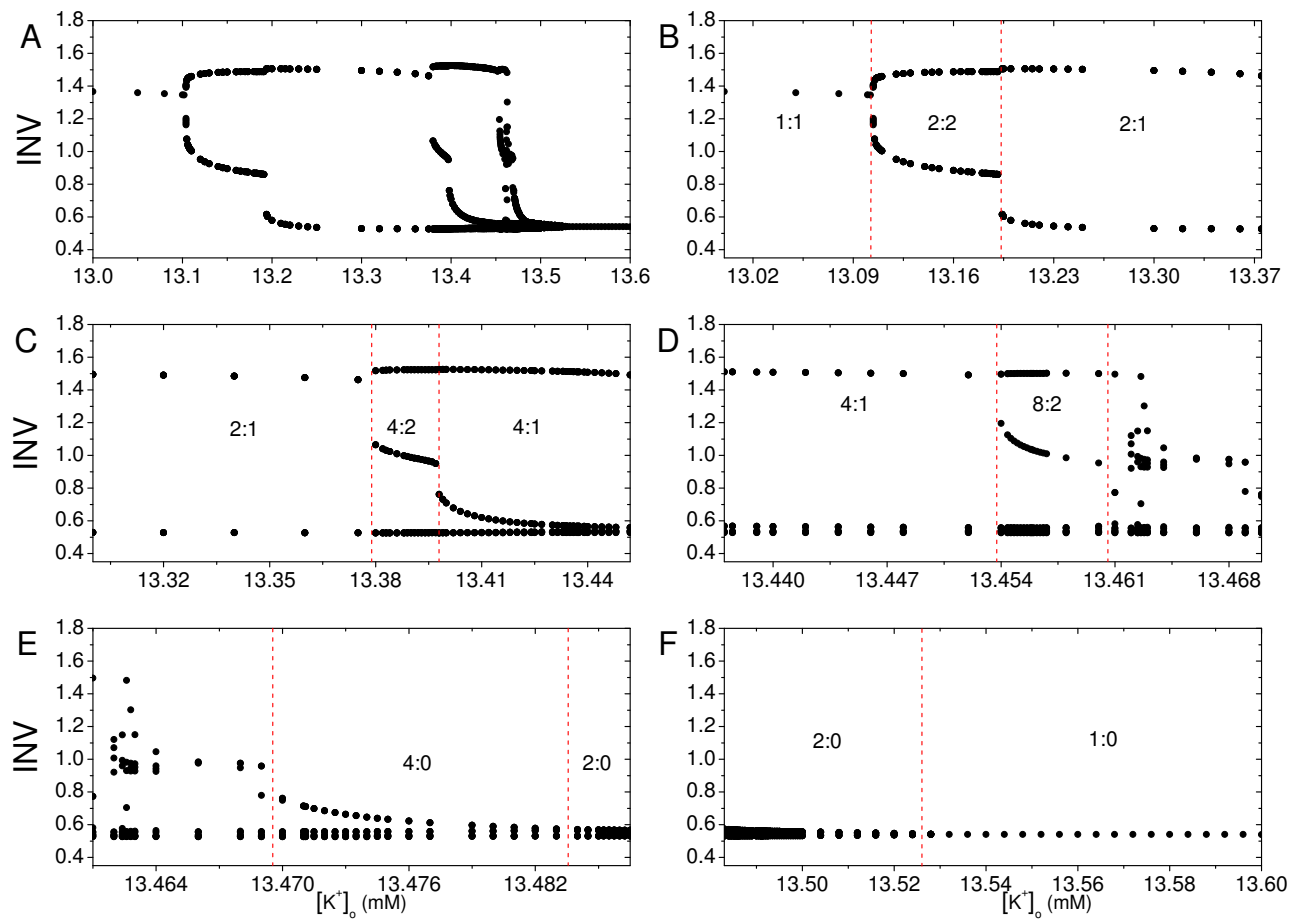 A
B
INV
1.8
1.6
1.4
1.2
1.0
0.8
0.6
0.4
13.0 13.1 13.2 13.3 13.4 13.5 13.6
1.8
1.6
1.4
1.2
1.0
0.8
0.6
0.4
1:1 2:2 2:1
13.02 13.09 13.16 13.23 13.30 13.37
C
D
INV
1.8
1.6
1.4
1.2
1.0
0.8
0.6
0.4
2:1 4:2 4:1
13.32 13.35 13.38 13.41 13.44
1.8
1.6
1.4
1.2
1.0
0.8
0.6
0.4
4:1 8:2
13.440 13.447 13.454 13.461 13.468
E
F
INV
1.8
1.6
1.4
1.2
1.0
0.8
0.6
0.4
4:0 2:0
13.464 13.470 13.476 13.482
[K⁺]ₒ (mM)
1.8
1.6
1.4
1.2
1.0
0.8
0.6
0.4
2:0 1:0
13.50 13.52 13.54 13.56 13.58 13.60
[K⁺]ₒ (mM)